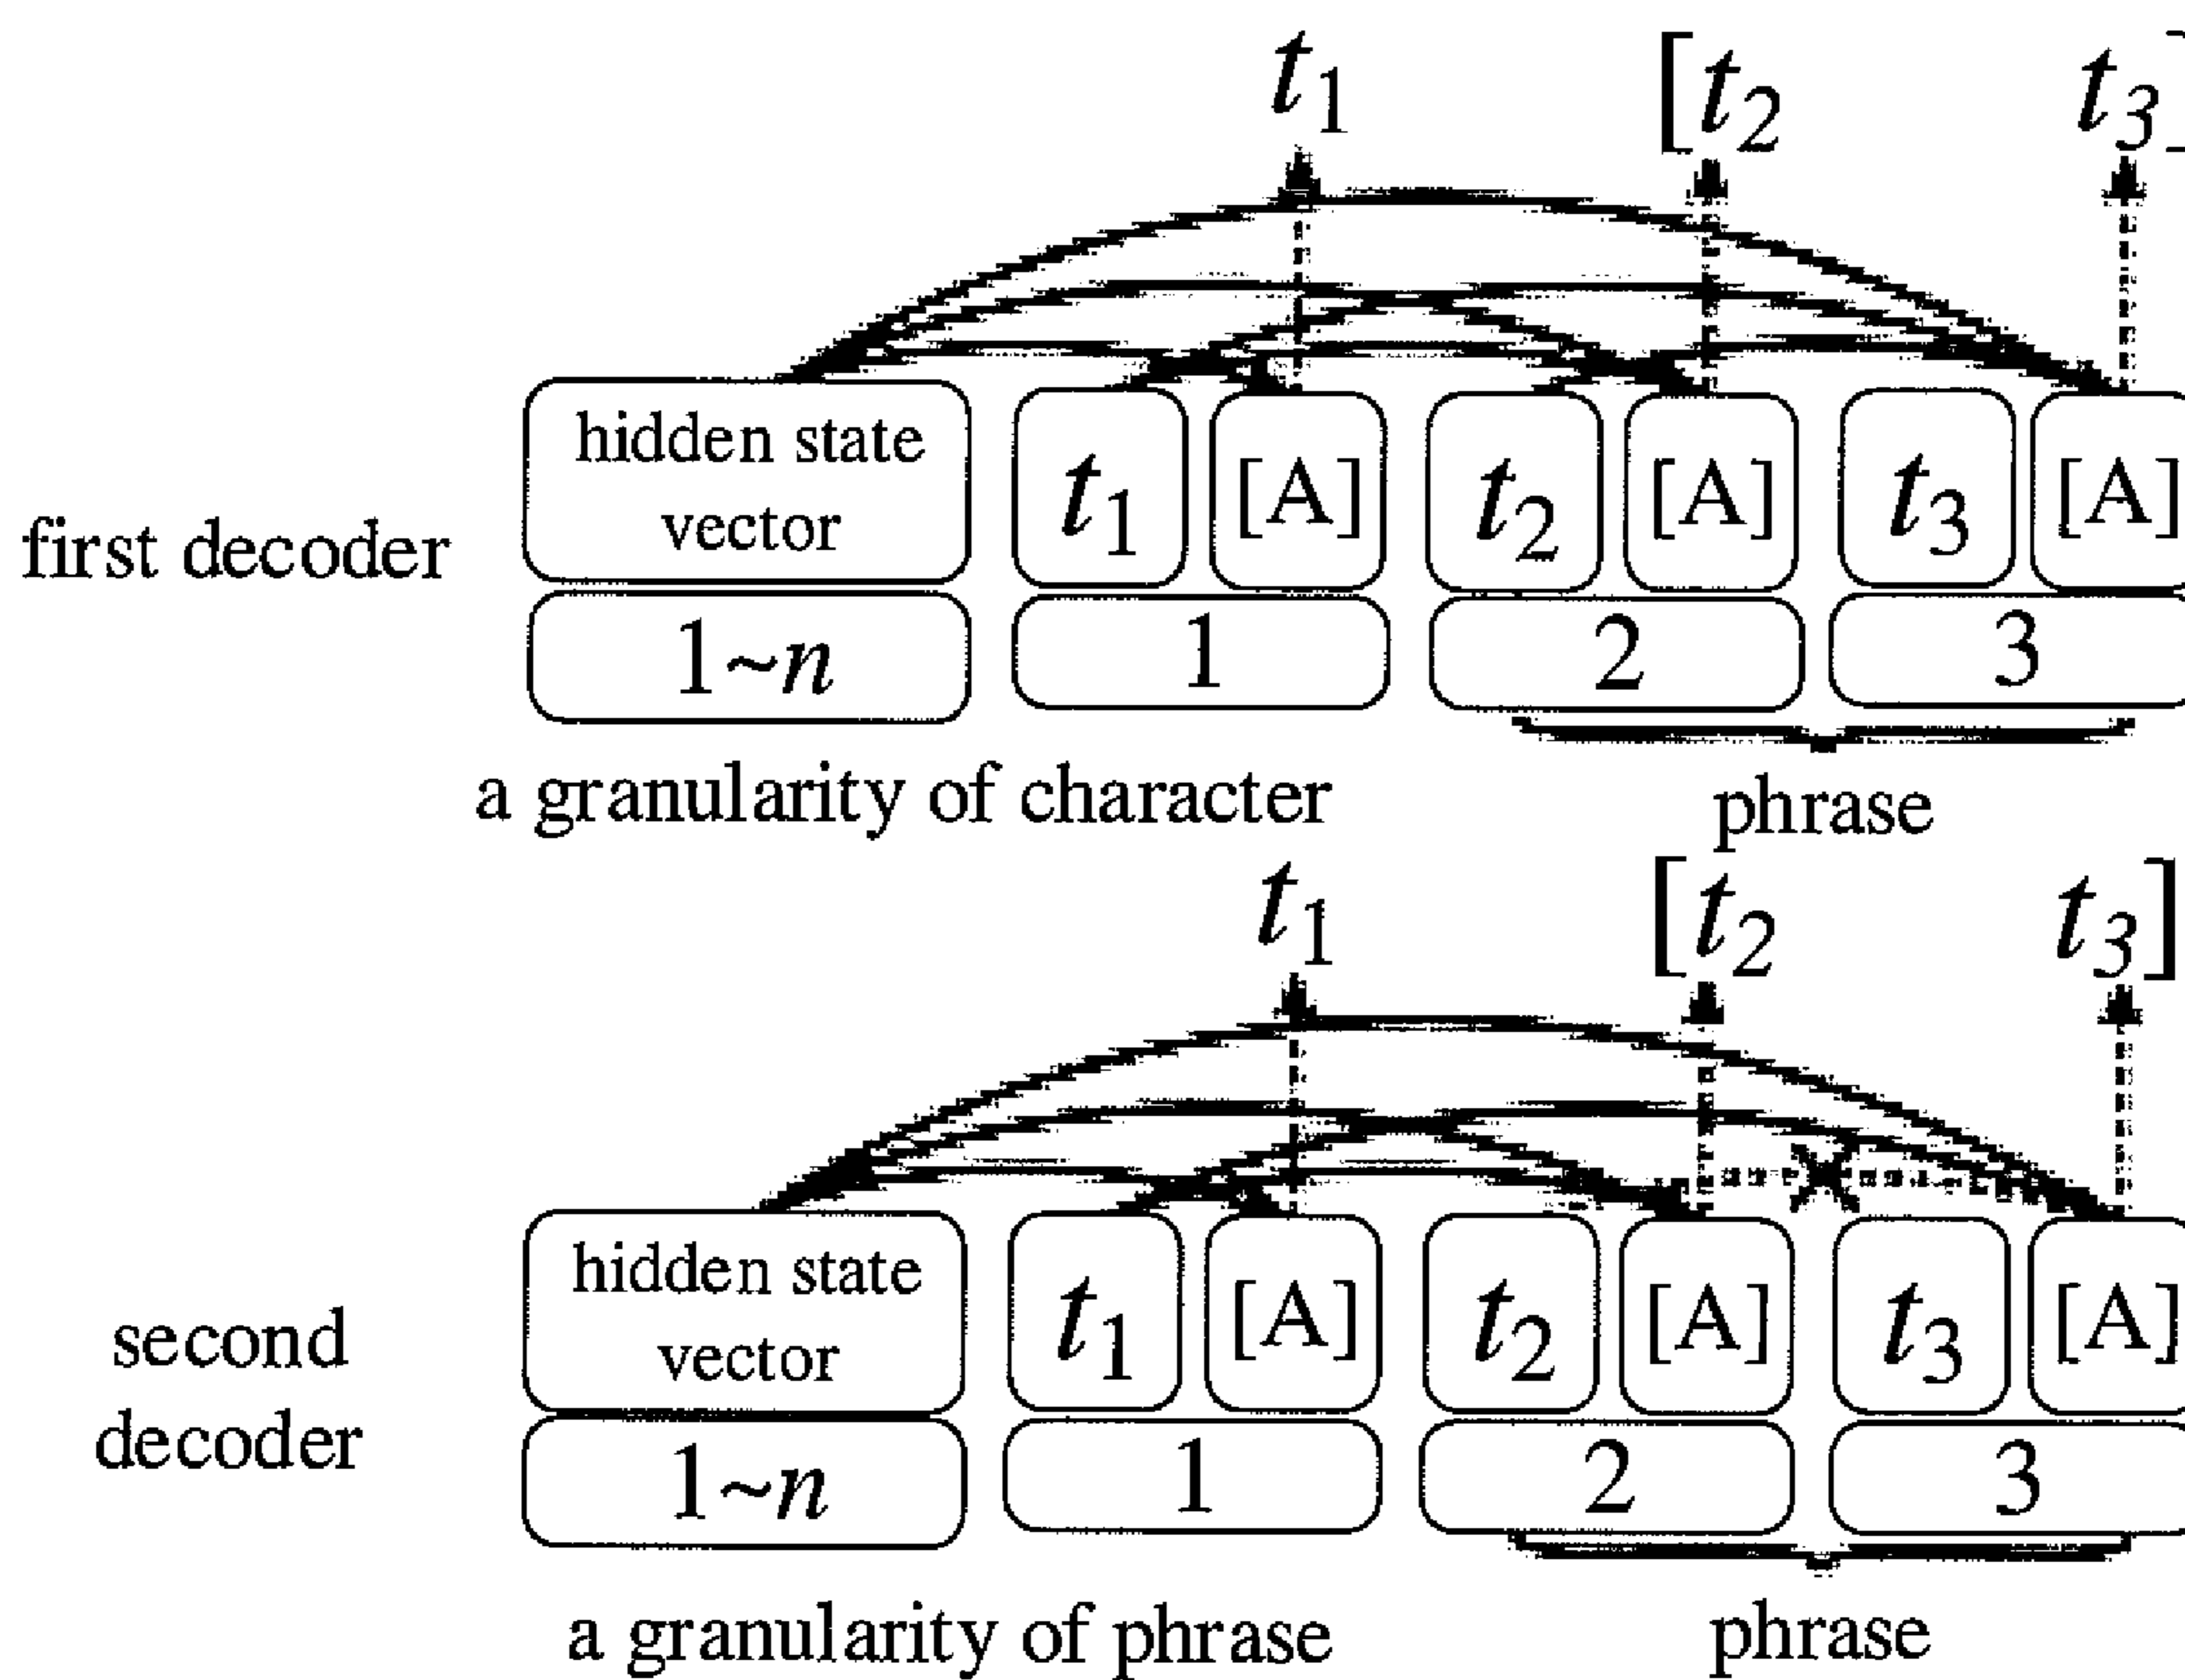 t1 [t2 t3]
hidden state
vector
t1 [A] t2 [A] t3 [A]
first decoder
1~n 1 2 3
a granularity of character phrase
t1 [t2 t3]
hidden state
vector
t1 [A] t2 [A] t3 [A]
second
decoder
1~n 1 2 3
a granularity of phrase phrase